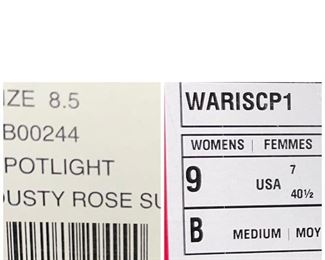 IZE 8.5
B00244
POTLIGHT
DUSTY ROSE SU
WARISCP1
WOMENS | FEMMES
9 USA 7 40½
B MEDIUM | MOY